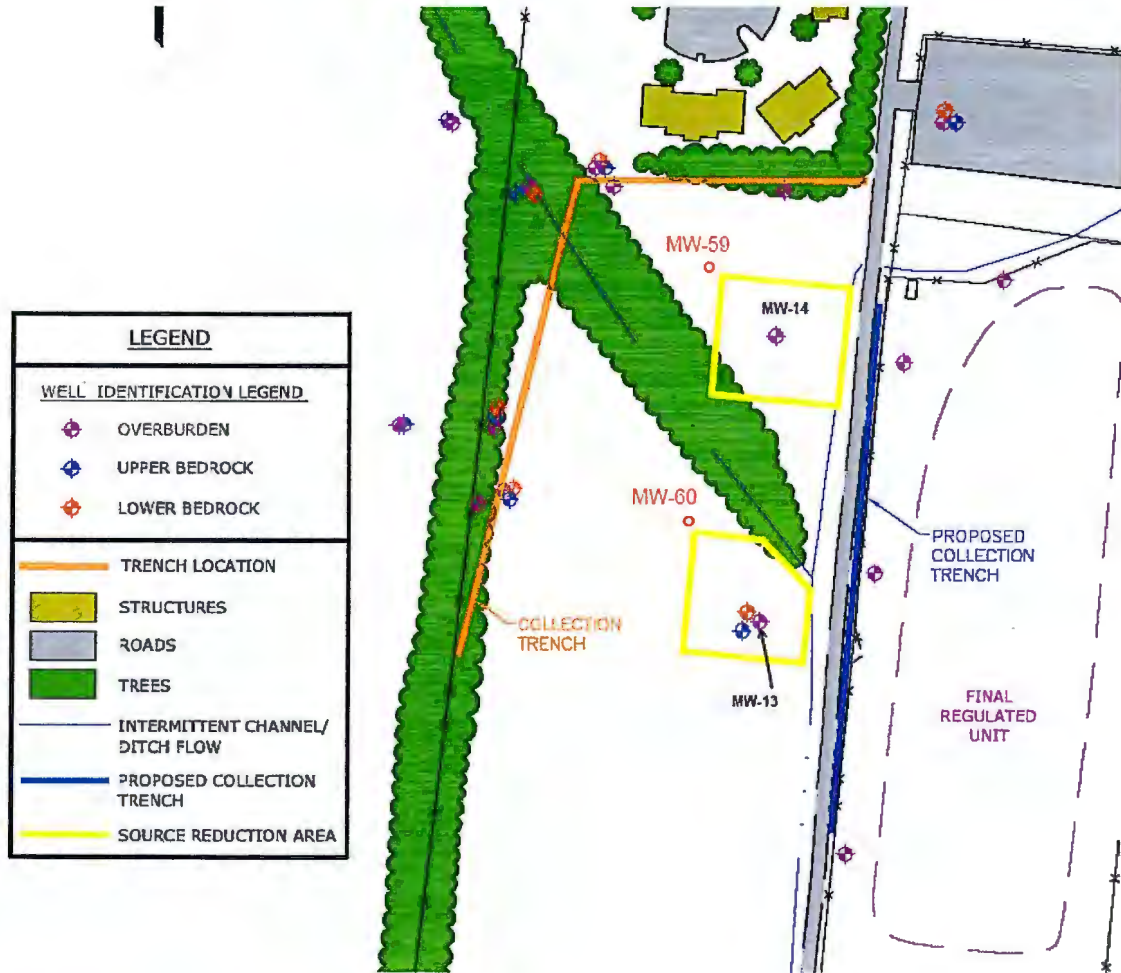 MW-59
MW-14
LEGEND
WELL IDENTIFICATION LEGEND
OVERBURDEN
UPPER BEDROCK
LOWER BEDROCK
TRENCH LOCATION
STRUCTURES
ROADS
TREES
INTERMITTENT CHANNEL/
DITCH FLOW
PROPOSED COLLECTION
TRENCH
SOURCE REDUCTION AREA
MW-60
COLLECTION
TRENCH
MW-13
PROPOSED
COLLECTION
TRENCH
FINAL
REGULATED
UNIT